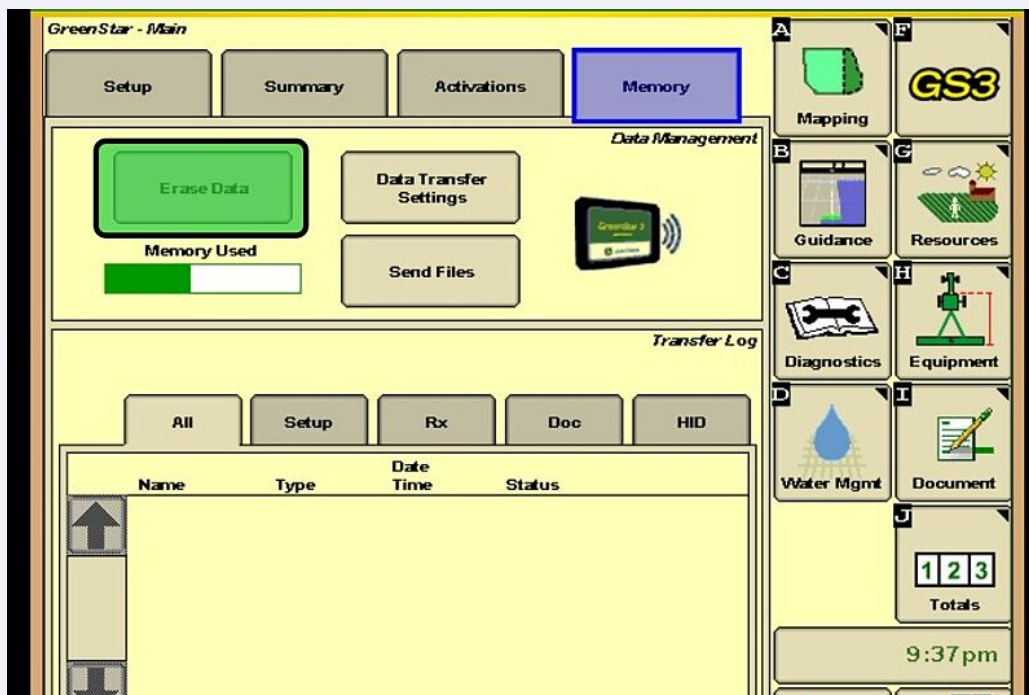 GreenStar - Main
Setup
Summary
Activations
Memory
Data Management
Erase Data
Data Transfer
Settings
Memory Used
Send Files
GreenStar 3
Transfer Log
All
Setup
Rx
Doc
HID
Name
Type
Date
Time
Status
A
Mapping
F
GS3
B
Guidance
G
Resources
C
Diagnostics
H
Equipment
D
Water Mgmt
I
Document
J
1 2 3
Totals
9:37pm